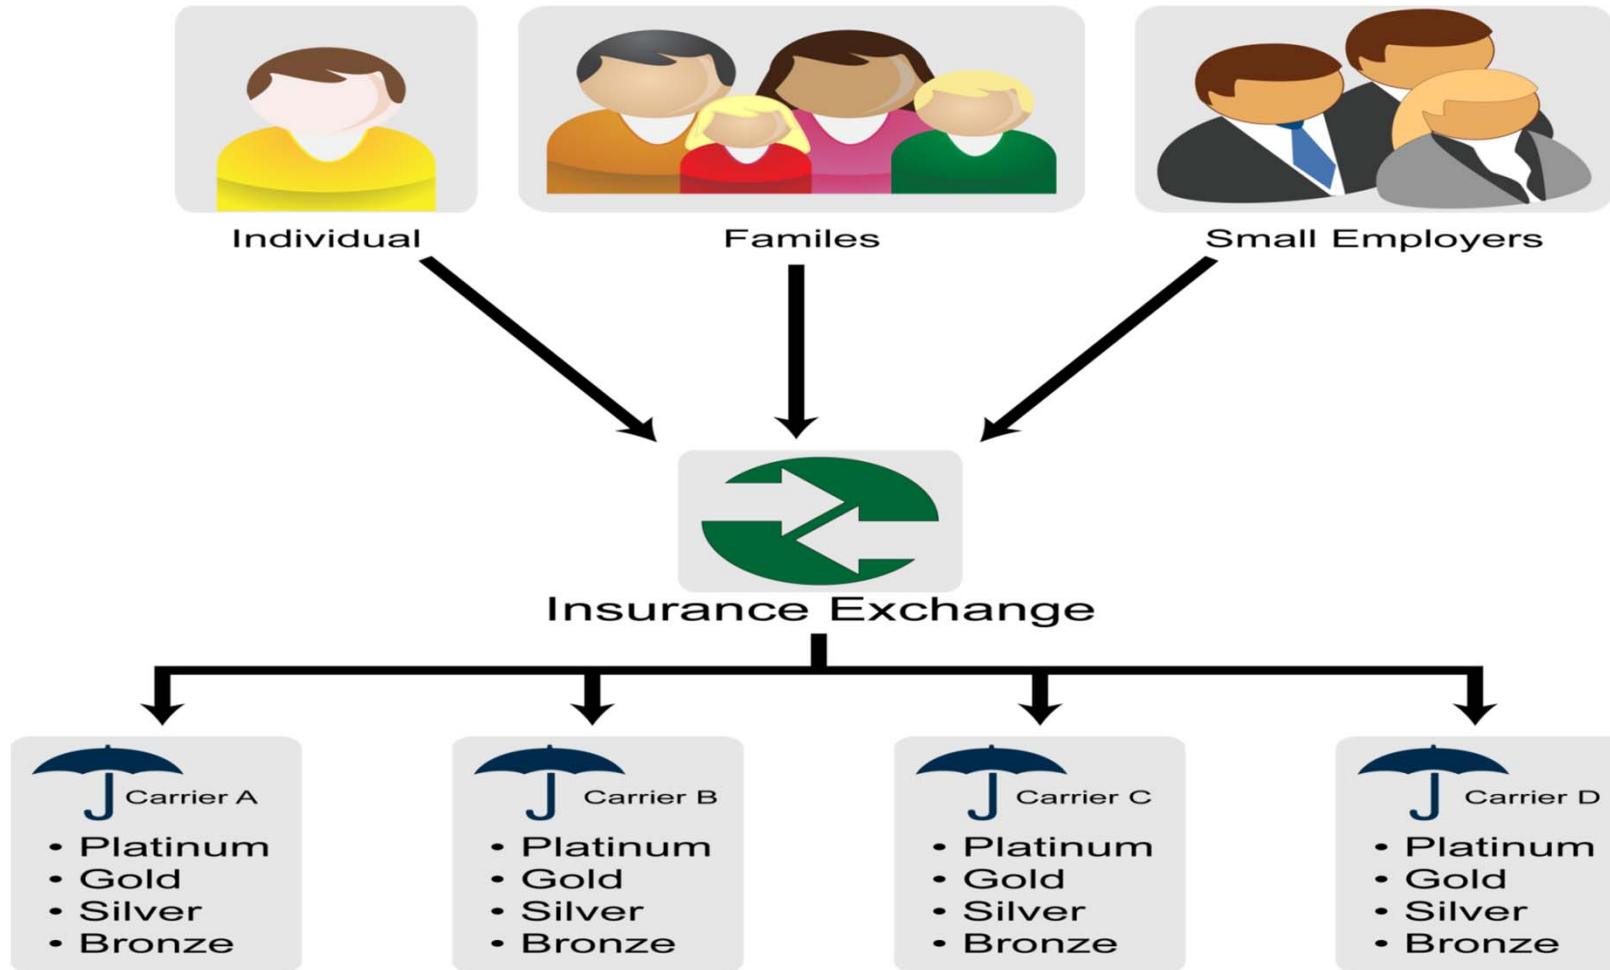 Individual
Familes
Small Employers
Insurance Exchange
Carrier A
• Platinum
• Gold
• Silver
• Bronze
Carrier B
• Platinum
• Gold
• Silver
• Bronze
Carrier C
• Platinum
• Gold
• Silver
• Bronze
Carrier D
• Platinum
• Gold
• Silver
• Bronze